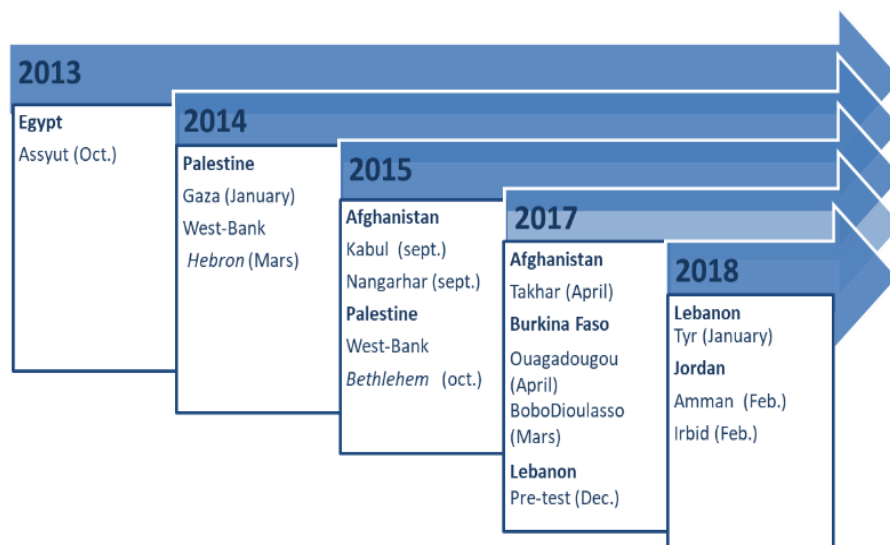 2013
Egypt
Assyut (Oct.)
2014
Palestine
Gaza (January)
West-Bank
Hebron (Mars)
2015
Afghanistan
Kabul (sept.)
Nangarhar (sept.)
Palestine
West-Bank
Bethlehem (oct.)
2017
Afghanistan
Takhar (April)
Burkina Faso
Ouagadougou
(April)
BoboDioulasso
(Mars)
Lebanon
Pre-test (Dec.)
2018
Lebanon
Tyr (January)
Jordan
Amman (Feb.)
Irbid (Feb.)